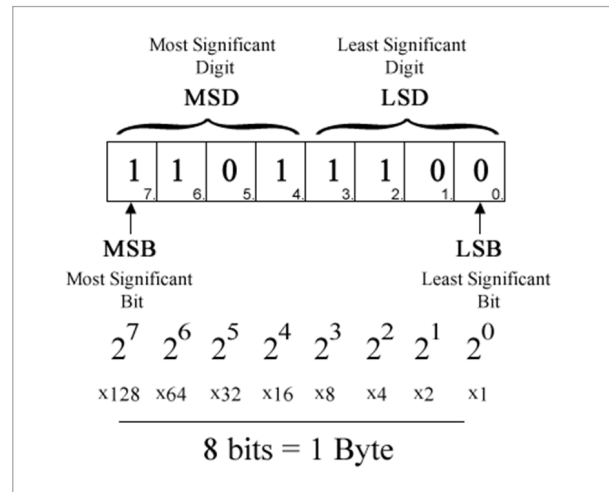 Most Significant Digit
MSD
Least Significant Digit
LSD
1 1 0 1 1 1 0 0
7. 6. 5. 4. 3. 2. 1. 0.
MSB
Most Significant Bit
LSB
Least Significant Bit
2^7 2^6 2^5 2^4 2^3 2^2 2^1 2^0
x128 x64 x32 x16 x8 x4 x2 x1
8 bits = 1 Byte